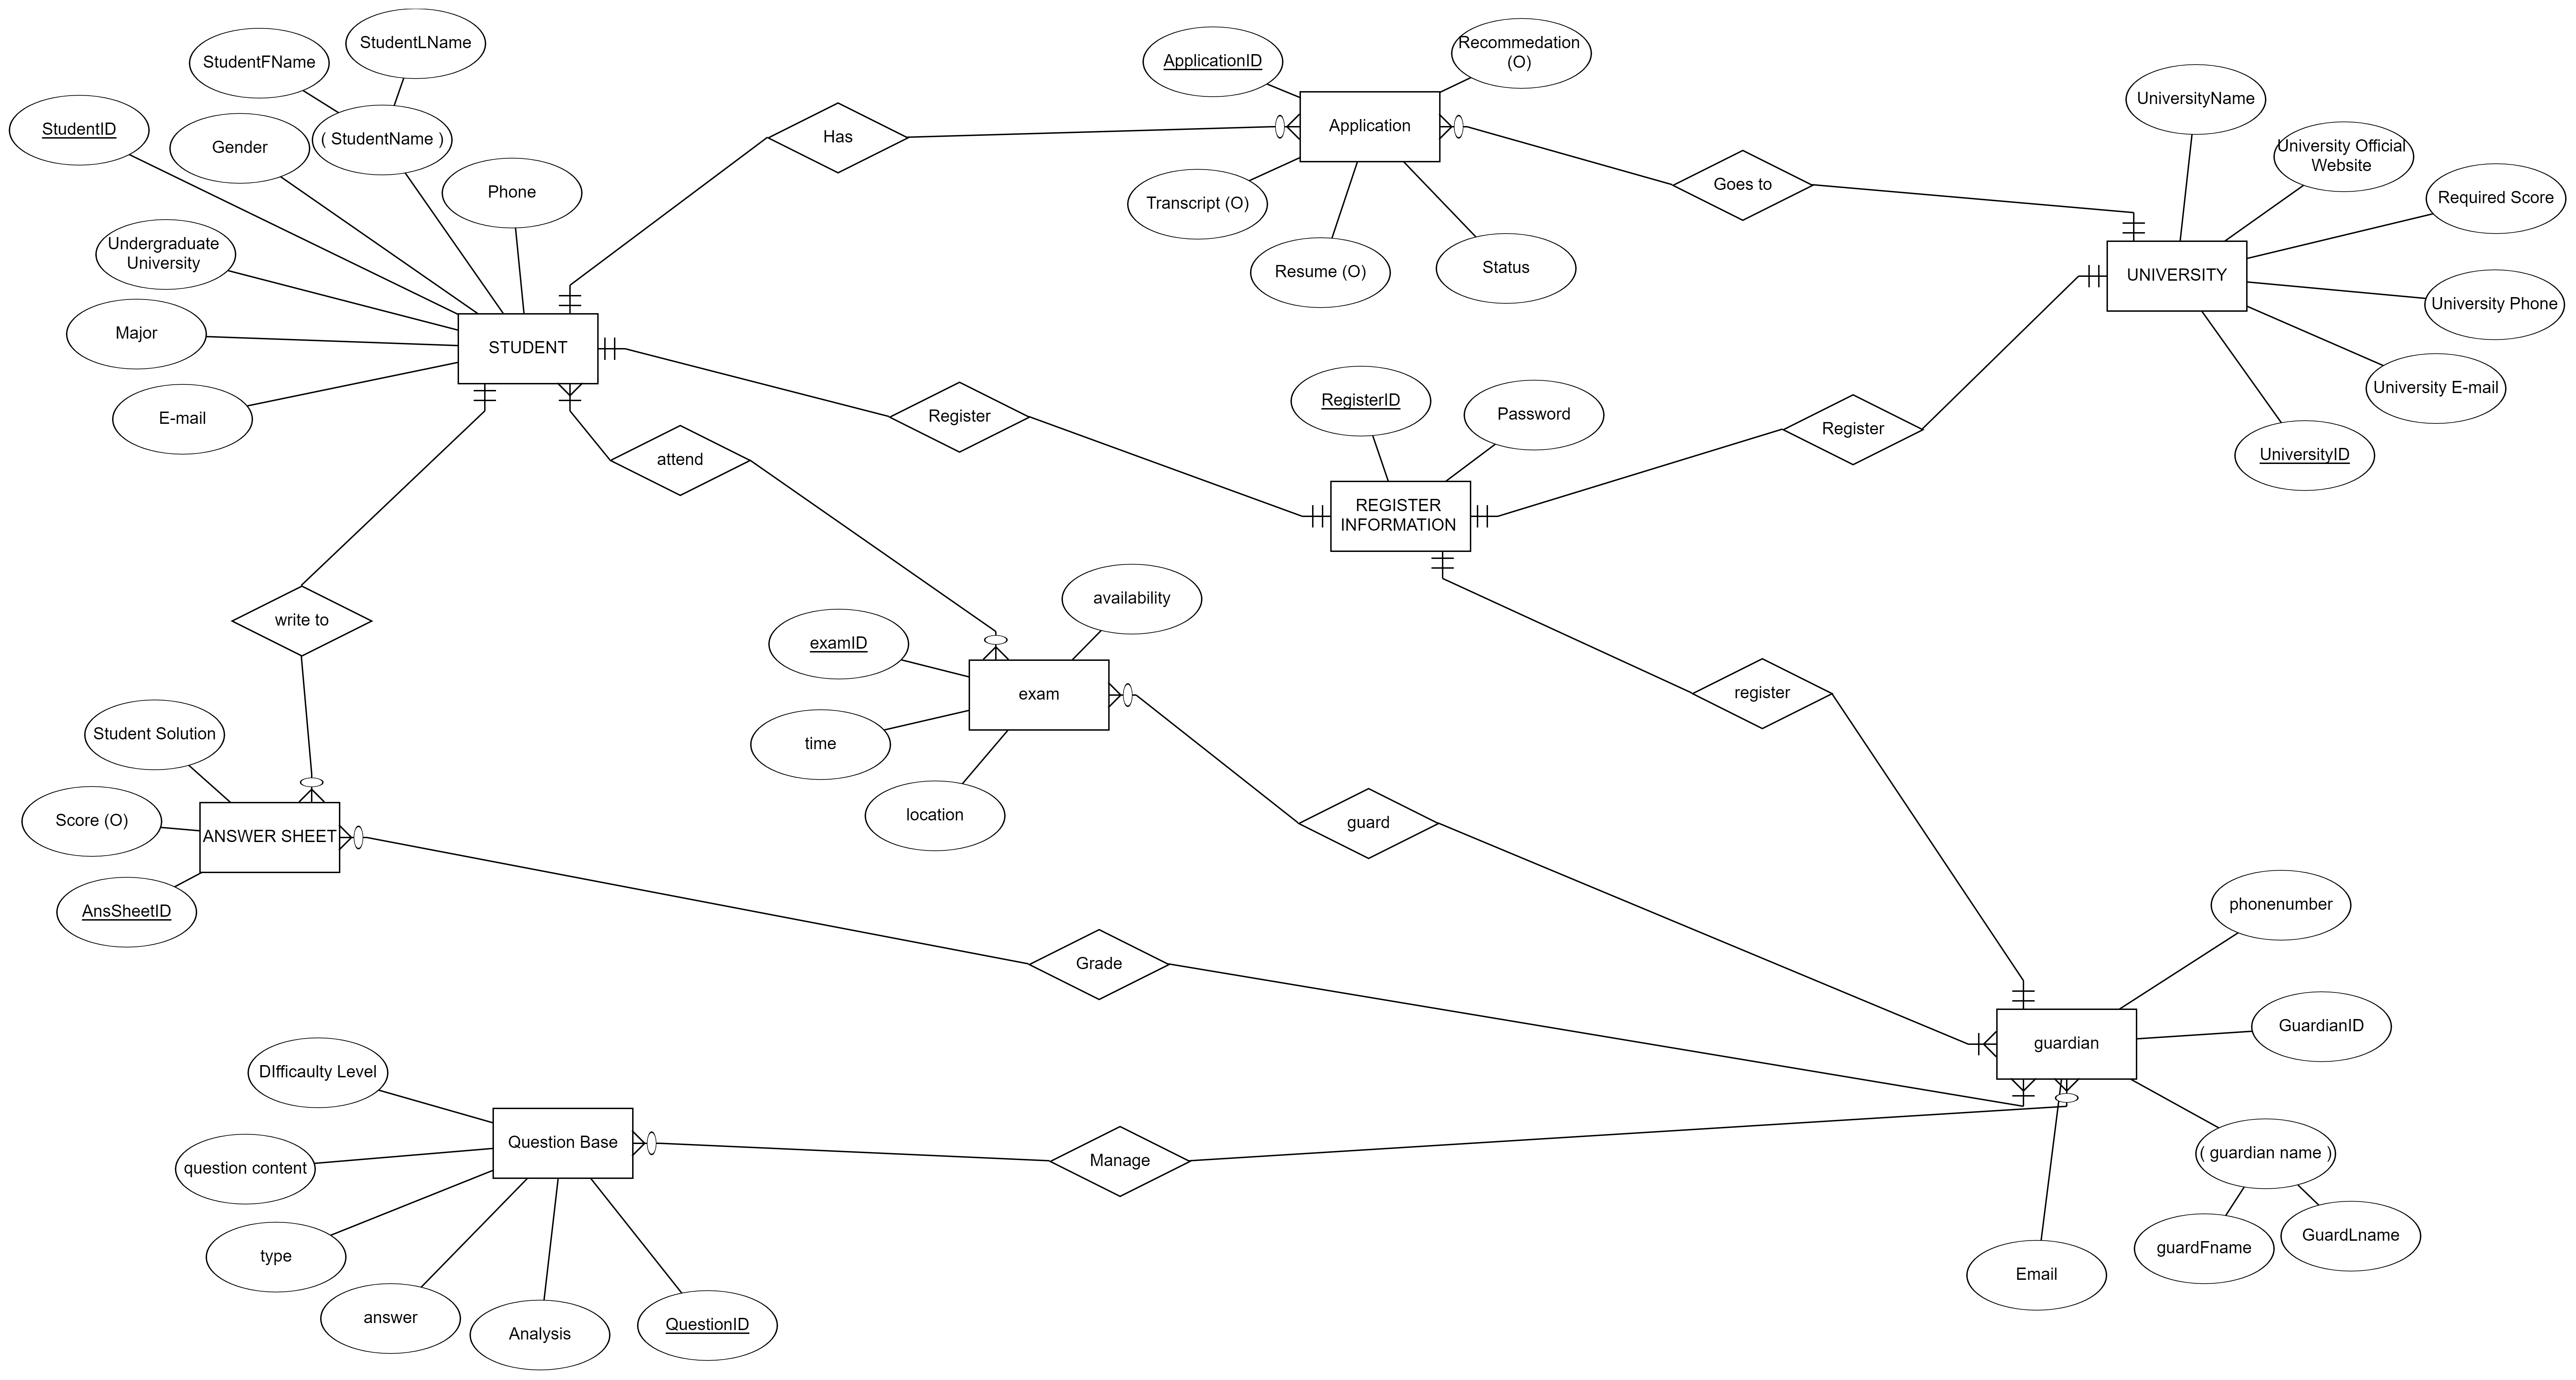 StudentLName
StudentFName
StudentID
Gender
( StudentName )
Phone
Undergraduate
University
Major
E-mail
STUDENT
Has
ApplicationID
Recommedation
(O)
Application
Transcript (O)
Resume (O)
Status
Goes to
UniversityName
University Official
Website
Required Score
UNIVERSITY
University Phone
University E-mail
UniversityID
attend
Register
RegisterID
Password
REGISTER
INFORMATION
Register
write to
examID
availability
exam
time
location
register
guard
Student Solution
Score (O)
ANSWER SHEET
AnsSheetID
Grade
phonenumber
GuardianID
guardian
( guardian name )
guardFname
GuardLname
Email
DIfficaulty Level
question content
Question Base
type
answer
Analysis
QuestionID
Manage